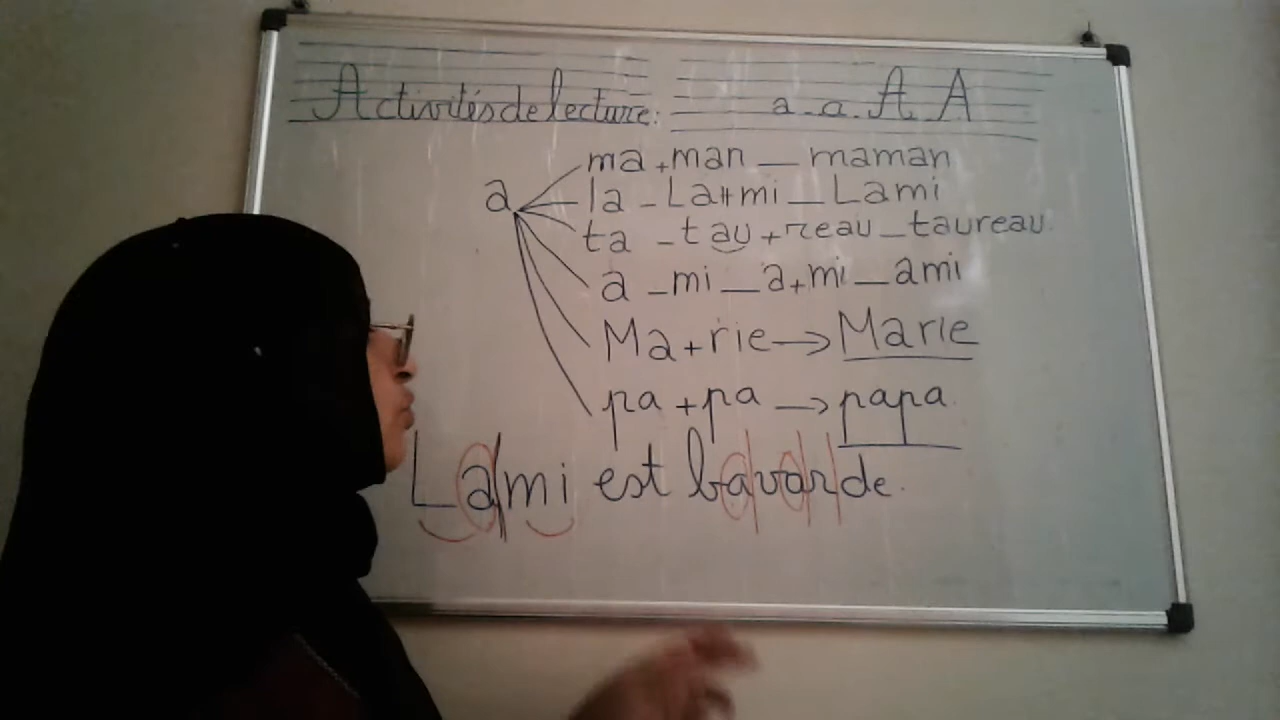 Activités de lecture: a - a. A A
ma + man — maman
a la - La + mi — Lami
ta - tau + reau - taureau
a - mi — a + mi — ami
Ma + rie → Marie
pa + pa → papa
Lami est bavarde.